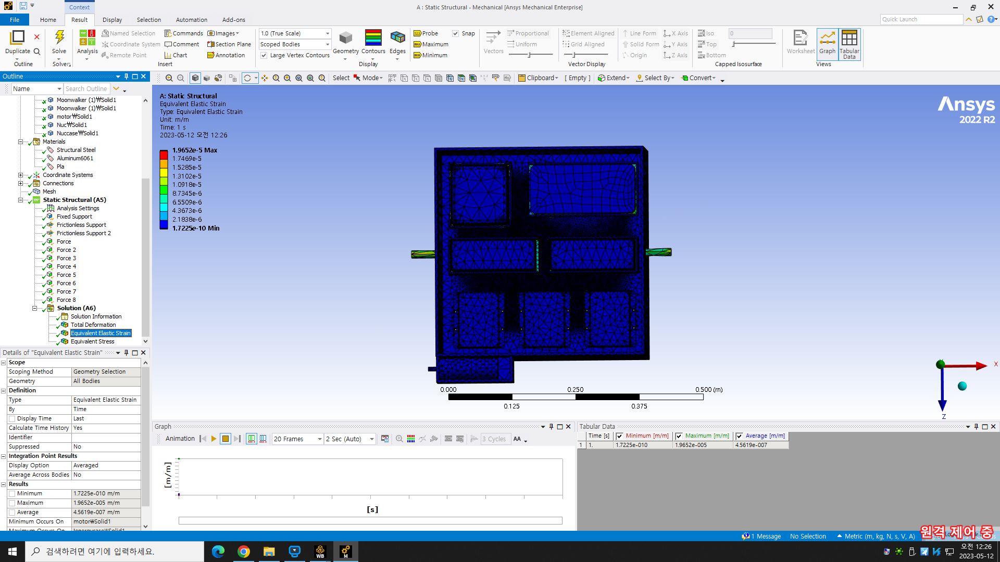 Context
A : Static Structural - Mechanical [Ansys Mechanical Enterprise]
File Home Result Display Selection Automation Add-ons
Quick Launch
Duplicate
Outline
Solve
Solver
Analysis
Named Selection
Coordinate System
Remote Point
Commands
Comment
Chart
Images
Section Plane
Annotation
Insert
1.0 (True Scale)
Scoped Bodies
Large Vertex Contours
Geometry Contours Edges
Display
Probe
Maximum
Minimum
Snap
Vectors
Proportional
Uniform
Element Aligned
Grid Aligned
Vector Display
Line Form
Solid Form
Origin
X Axis
Y Axis
Z Axis
Iso
Top
Bottom
0
Capped Isosurface
Worksheet Graph Tabular Data
Views
Outline
Name Search Outline
Select Mode Clipboard [ Empty ] Extend Select By Convert
Moonwalker (1)₩Solid1
Moonwalker (1)₩Solid1
motor₩Solid1
Nuc₩Solid1
Nuccase₩Solid1
Materials
Structural Steel
Aluminum6061
Pla
Coordinate Systems
Connections
Mesh
Static Structural (A5)
Analysis Settings
Fixed Support
Frictionless Support
Frictionless Support 2
Force
Force 2
Force 3
Force 4
Force 5
Force 6
Force 7
Force 8
Solution (A6)
Solution Information
Total Deformation
Equivalent Elastic Strain
Equivalent Stress
A: Static Structural
Equivalent Elastic Strain
Type: Equivalent Elastic Strain
Unit: m/m
Time: 1 s
2023-05-12 오전 12:26
1.9652e-5 Max
1.7469e-5
1.5285e-5
1.3102e-5
1.0918e-5
8.7345e-6
6.5509e-6
4.3673e-6
2.1838e-6
1.7225e-10 Min
Ansys
2022 R2
0.000 0.250 0.500 (m)
0.125 0.375
X
Y
Z
Details of "Equivalent Elastic Strain"
Scope
Scoping Method Geometry Selection
Geometry All Bodies
Definition
Type Equivalent Elastic Strain
By Time
Display Time Last
Calculate Time History Yes
Identifier
Suppressed No
Integration Point Results
Display Option Averaged
Average Across Bodies No
Results
Minimum 1.7225e-010 m/m
Maximum 1.9652e-005 m/m
Average 4.5619e-007 m/m
Minimum Occurs On motor₩Solid1
Maximum Occurs On
Graph
Animation 20 Frames 2 Sec (Auto) 3 Cycles AA
[m/m]
[s]
Tabular Data
Time [s] Minimum [m/m] Maximum [m/m] Average [m/m]
1 1. 1.7225e-010 1.9652e-005 4.5619e-007
1 Message No Selection Metric (m, kg, N, s, V, A)
원격 제어 중
검색하려면 여기에 입력하세요.
WB
M
오전 12:26
2023-05-12